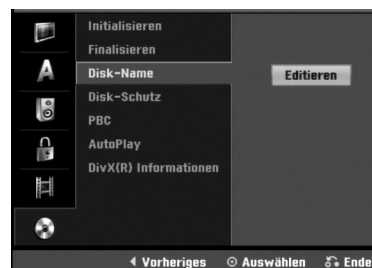 Initialisieren
Finalisieren
Disk-Name
Editieren
Disk-Schutz
PBC
AutoPlay
DivX(R) Informationen
Vorheriges Auswählen Ende